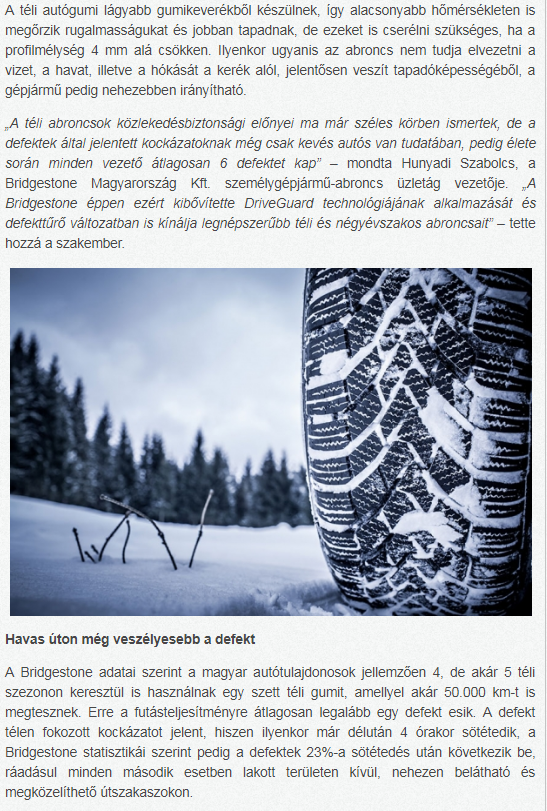 A téli autógumi lágyabb gumikeverékből készülnek, így alacsonyabb hőmérsékleten is
megőrzik rugalmasságukat és jobban tapadnak, de ezeket is cserélni szükséges, ha a
profilmélység 4 mm alá csökken. Ilyenkor ugyanis az abroncs nem tudja elvezetni a
vizet, a havat, illetve a hókását a kerék alól, jelentősen veszít tapadóképességéből, a
gépjármű pedig nehezebben irányítható.
„A téli abroncsok közlekedésbiztonsági előnyei ma már széles körben ismertek, de a
defektek által jelentett kockázatoknak még csak kevés autós van tudatában, pedig élete
során minden vezető átlagosan 6 defektet kap” – mondta Hunyadi Szabolcs, a
Bridgestone Magyarország Kft. személygépjármű-abroncs üzletág vezetője. „A
Bridgestone éppen ezért kibővítette DriveGuard technológiájának alkalmazását és
defekttűrő változatban is kínálja legnépszerűbb téli és négyévszakos abroncsait” – tette
hozzá a szakember.
Havas úton még veszélyesebb a defekt
A Bridgestone adatai szerint a magyar autótulajdonosok jellemzően 4, de akár 5 téli
szezonon keresztül is használnak egy szett téli gumit, amellyel akár 50.000 km-t is
megtesznek. Erre a futásteljesítményre átlagosan legalább egy defekt esik. A defekt
télen fokozott kockázatot jelent, hiszen ilyenkor már délután 4 órakor sötétedik, a
Bridgestone statisztikái szerint pedig a defektek 23%-a sötétedés után következik be,
ráadásul minden második esetben lakott területen kívül, nehezen belátható és
megközelíthető útszakaszokon.